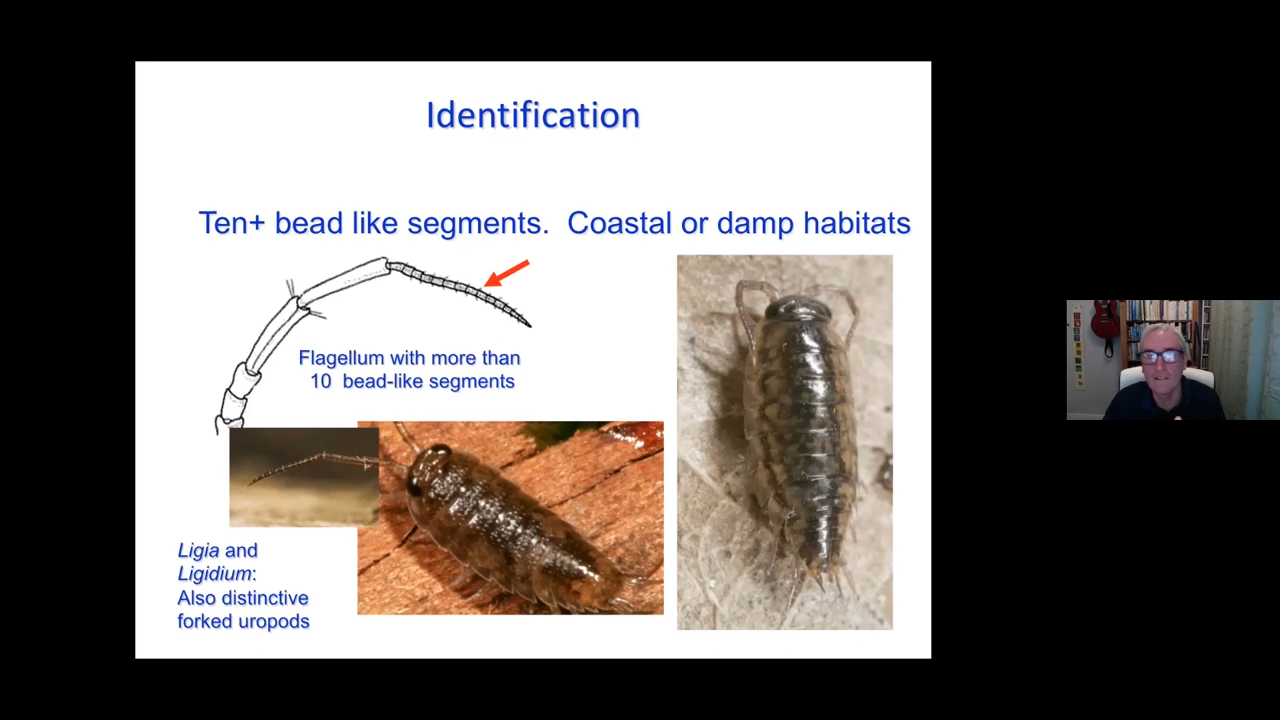 Identification
Ten+ bead like segments.  Coastal or damp habitats
Flagellum with more than
10  bead-like segments
Ligia and
Ligidium:
Also distinctive
forked uropods